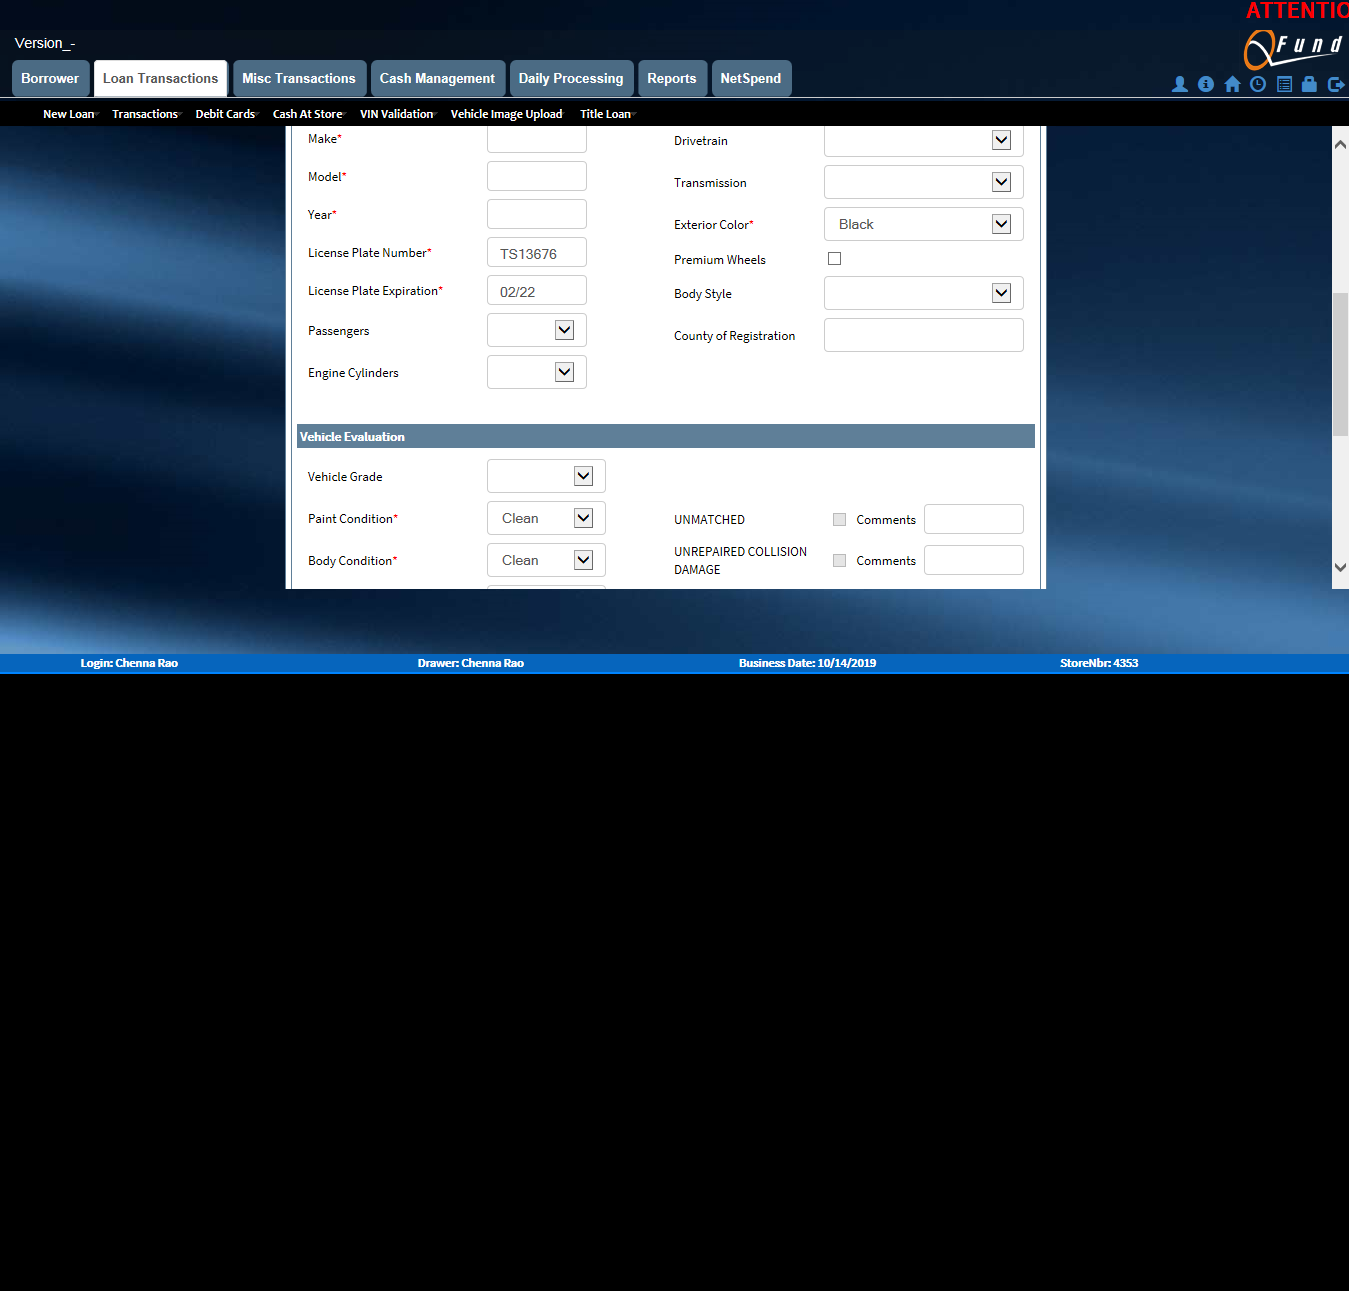 ATTENTIO
Version_-
Fund
Borrower Loan Transactions Misc Transactions Cash Management Daily Processing Reports NetSpend
New Loan Transactions Debit Cards Cash At Store VIN Validation Vehicle Image Upload Title Loan
Make* Drivetrain
Model* Transmission
Year* Exterior Color* Black
License Plate Number* TS13676 Premium Wheels
License Plate Expiration* 02/22 Body Style
Passengers County of Registration
Engine Cylinders
Vehicle Evaluation
Vehicle Grade
Paint Condition* Clean UNMATCHED Comments
Body Condition* Clean UNREPAIRED COLLISION DAMAGE Comments
Login: Chenna Rao Drawer: Chenna Rao Business Date: 10/14/2019 StoreNbr: 4353